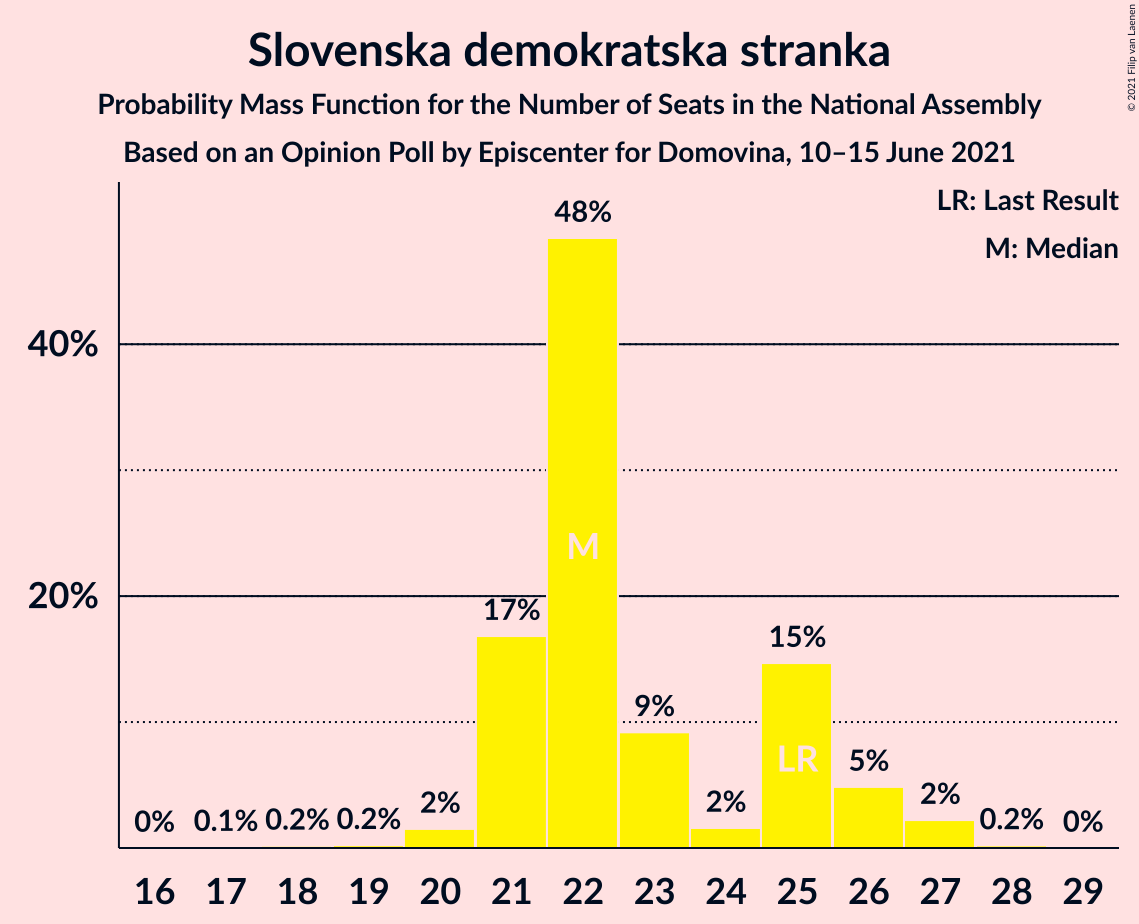 Slovenska demokratska stranka
Probability Mass Function for the Number of Seats in the National Assembly
Based on an Opinion Poll by Episcenter for Domovina, 10–15 June 2021
© 2021 Filip van Laenen
LR: Last Result
M: Median
48%
40%
M
20%
17%
15%
9%
LR
5%
0%
0.1%
0.2%
0.2%
2%
2%
2%
0.2%
0%
16 17 18 19 20 21 22 23 24 25 26 27 28 29